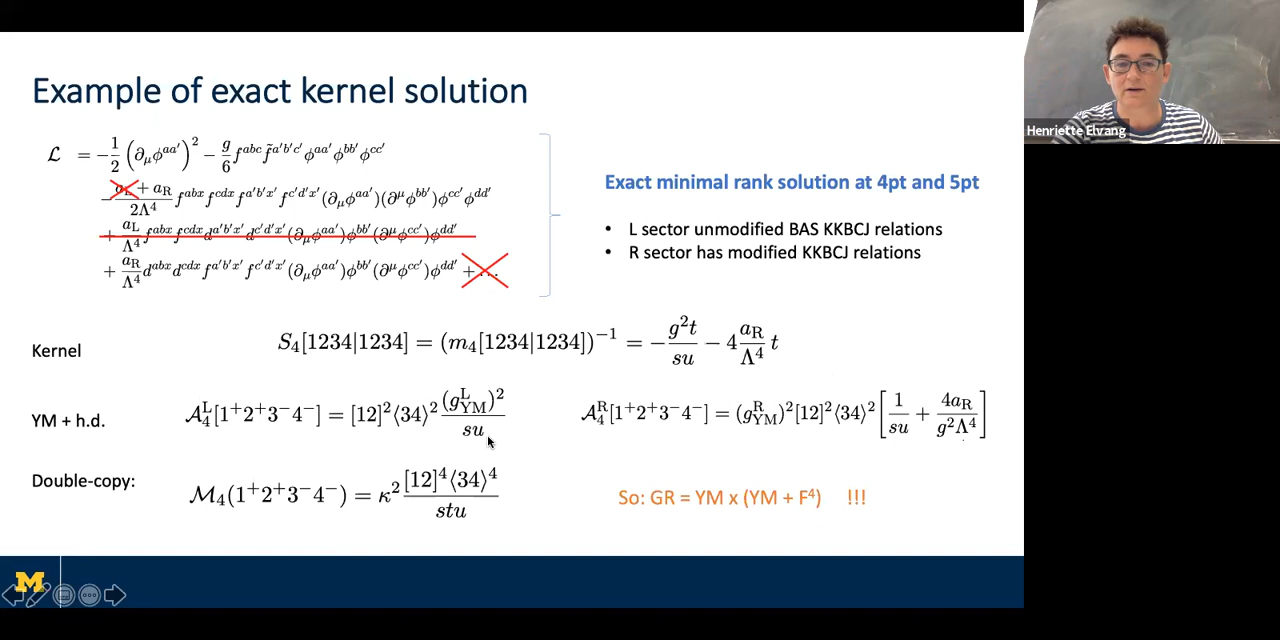 Example of exact kernel solution
Henriette Elvang
ℒ = −1/2 (∂_μ ϕ^{aa′})² − g/6 f^{abc} f̃^{a′b′c′} ϕ^{aa′} ϕ^{bb′} ϕ^{cc′}
− (a_L + a_R)/(2Λ⁴) f^{abx} f^{cdx} f^{a′b′x′} f^{c′d′x′} (∂_μ ϕ^{aa′})(∂^μ ϕ^{bb′}) ϕ^{cc′} ϕ^{dd′}
+ a_L/Λ⁴ f^{abx} f^{cdx} d^{a′b′x′} d^{c′d′x′} (∂_μ ϕ^{aa′}) ϕ^{bb′} (∂^μ ϕ^{cc′}) ϕ^{dd′}
+ a_R/Λ⁴ d^{abx} d^{cdx} f^{a′b′x′} f^{c′d′x′} (∂_μ ϕ^{aa′}) ϕ^{bb′} (∂^μ ϕ^{cc′}) ϕ^{dd′} + ...
Exact minimal rank solution at 4pt and 5pt
• L sector unmodified BAS KKBCJ relations
• R sector has modified KKBCJ relations
Kernel
S₄[1234|1234] = (m₄[1234|1234])⁻¹ = − g²t/su − 4 a_R/Λ⁴ t
YM + h.d.
𝒜₄^L[1⁺2⁺3⁻4⁻] = [12]²⟨34⟩² (g_YM^L)²/su
𝒜₄^R[1⁺2⁺3⁻4⁻] = (g_YM^R)²[12]²⟨34⟩² [1/su + 4a_R/g²Λ⁴]
Double-copy:
ℳ₄(1⁺2⁺3⁻4⁻) = κ² [12]⁴⟨34⟩⁴/stu
So: GR = YM x (YM + F⁴) !!!
M